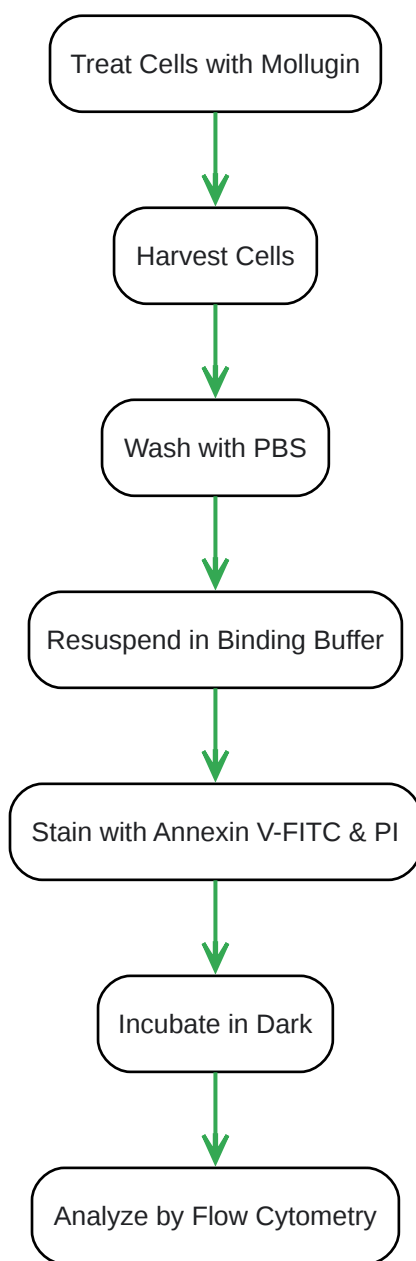 Treat Cells with Mollugin
Harvest Cells
Wash with PBS
Resuspend in Binding Buffer
Stain with Annexin V-FITC & PI
Incubate in Dark
Analyze by Flow Cytometry